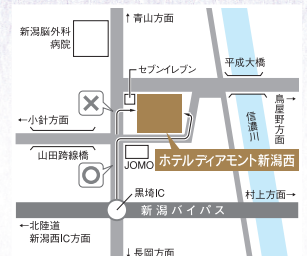 ↑青山方面
新潟脳外科
病院
セブンイレブン
平成大橋
←小針方面
信濃川
鳥屋野方面→
山田跨線橋
JOMO
ホテルディアモント新潟西
黒埼IC
村上方面→
新潟バイパス
←北陸道
新潟西IC方面
↓長岡方面